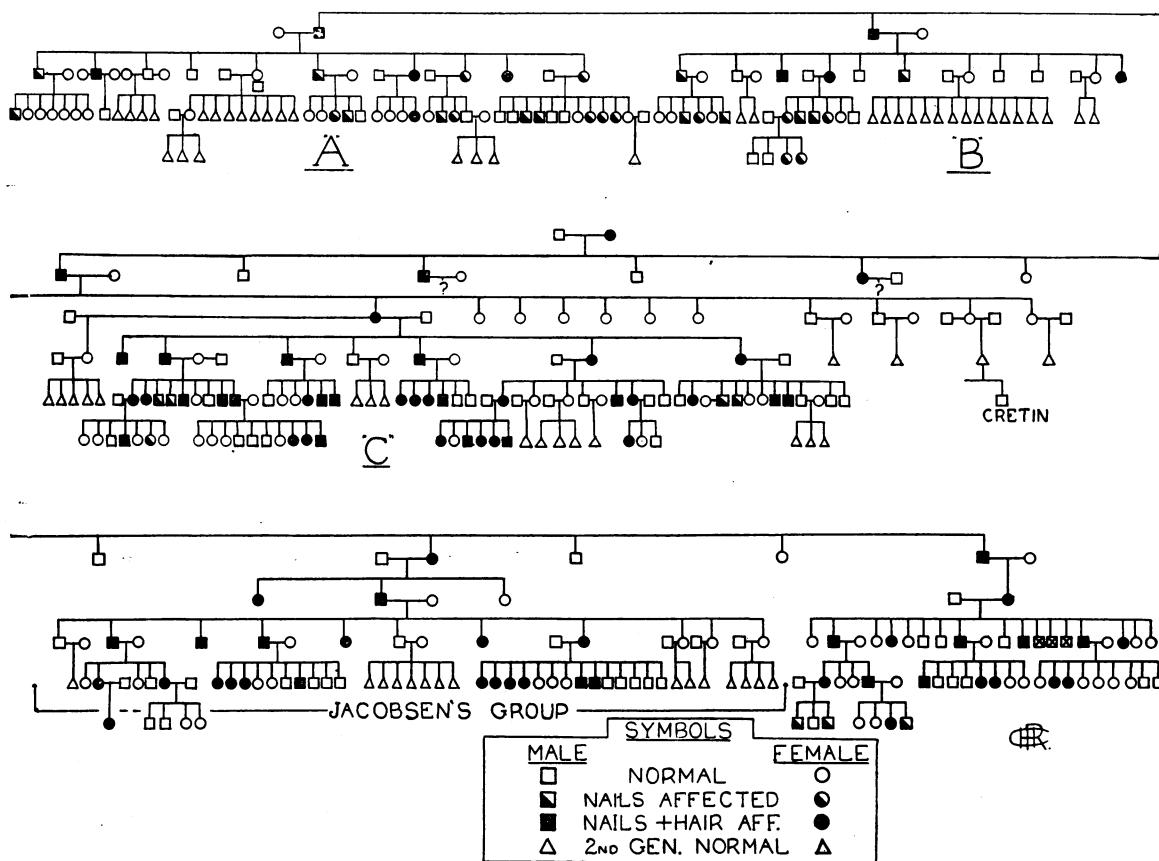 "A"
"B"
?
?
CRETIN
"C"
JACOBSEN'S GROUP
SYMBOLS
MALE FEMALE
NORMAL
NAILS AFFECTED
NAILS + HAIR AFF.
2ND GEN. NORMAL